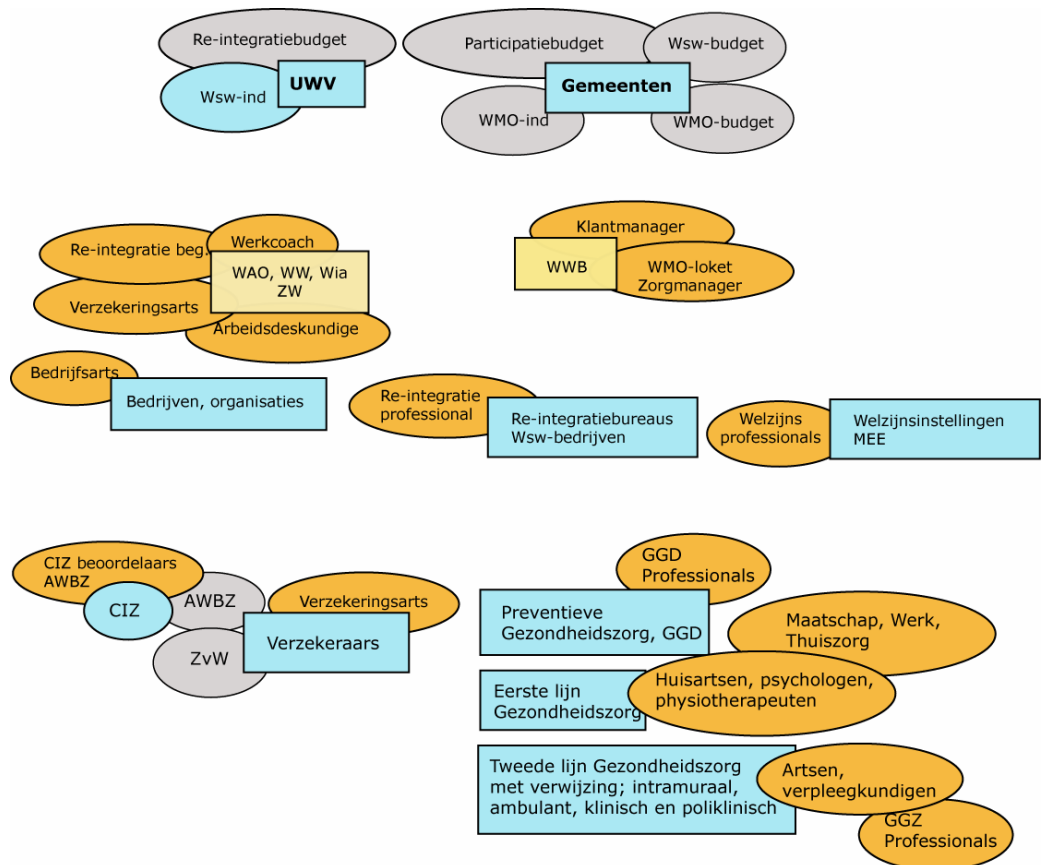 Re-integratiebudget
Participatiebudget
Wsw-budget
UWV
Gemeenten
Wsw-ind
WMO-ind
WMO-budget
Klantmanager
Re-integratie beg.
Werkcoach
WAO, WW, Wia
ZW
WWB
WMO-loket
Zorgmanager
Verzekeringsarts
Arbeidsdeskundige
Bedrijfsarts
Bedrijven, organisaties
Re-integratie
professional
Re-integratiebureaus
Wsw-bedrijven
Welzijns
professionals
Welzijnsinstellingen
MEE
CIZ beoordelaars
AWBZ
CIZ
AWBZ
Verzekeringsarts
ZvW
Verzekeraars
GGD
Professionals
Preventieve
Gezondheidszorg, GGD
Maatschap, Werk,
Thuiszorg
Eerste lijn
Gezondheidszorg
Huisartsen, psychologen,
physiotherapeuten
Tweede lijn Gezondheidszorg
met verwijzing; intramuraal,
ambulant, klinisch en poliklinisch
Artsen,
verpleegkundigen
GGZ
Professionals